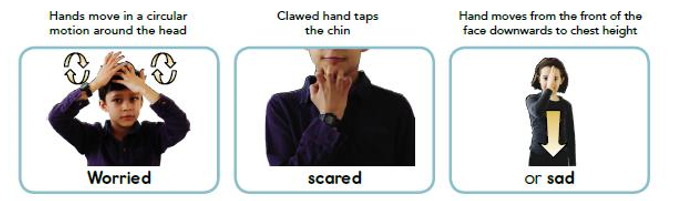 Hands move in a circular
motion around the head
Worried
Clawed hand taps
the chin
scared
Hand moves from the front of the
face downwards to chest height
or sad